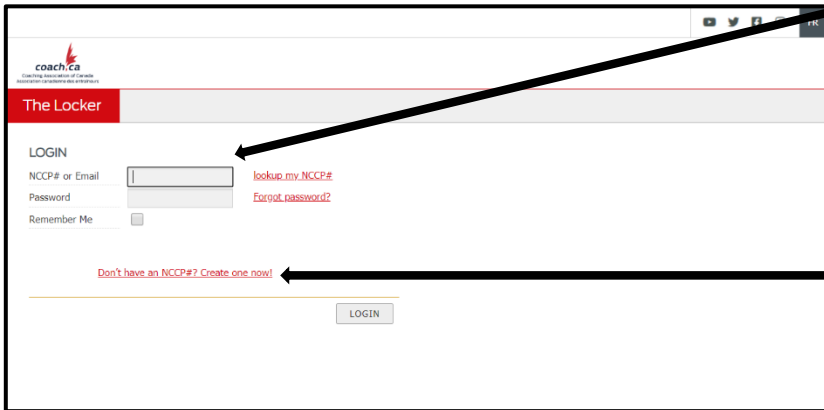 FR
coach.ca
Coaching Association of Canada
Association canadienne des entraîneurs
The Locker
LOGIN
NCCP# or Email
lookup my NCCP#
Password
Forgot password?
Remember Me
Don't have an NCCP#? Create one now!
LOGIN